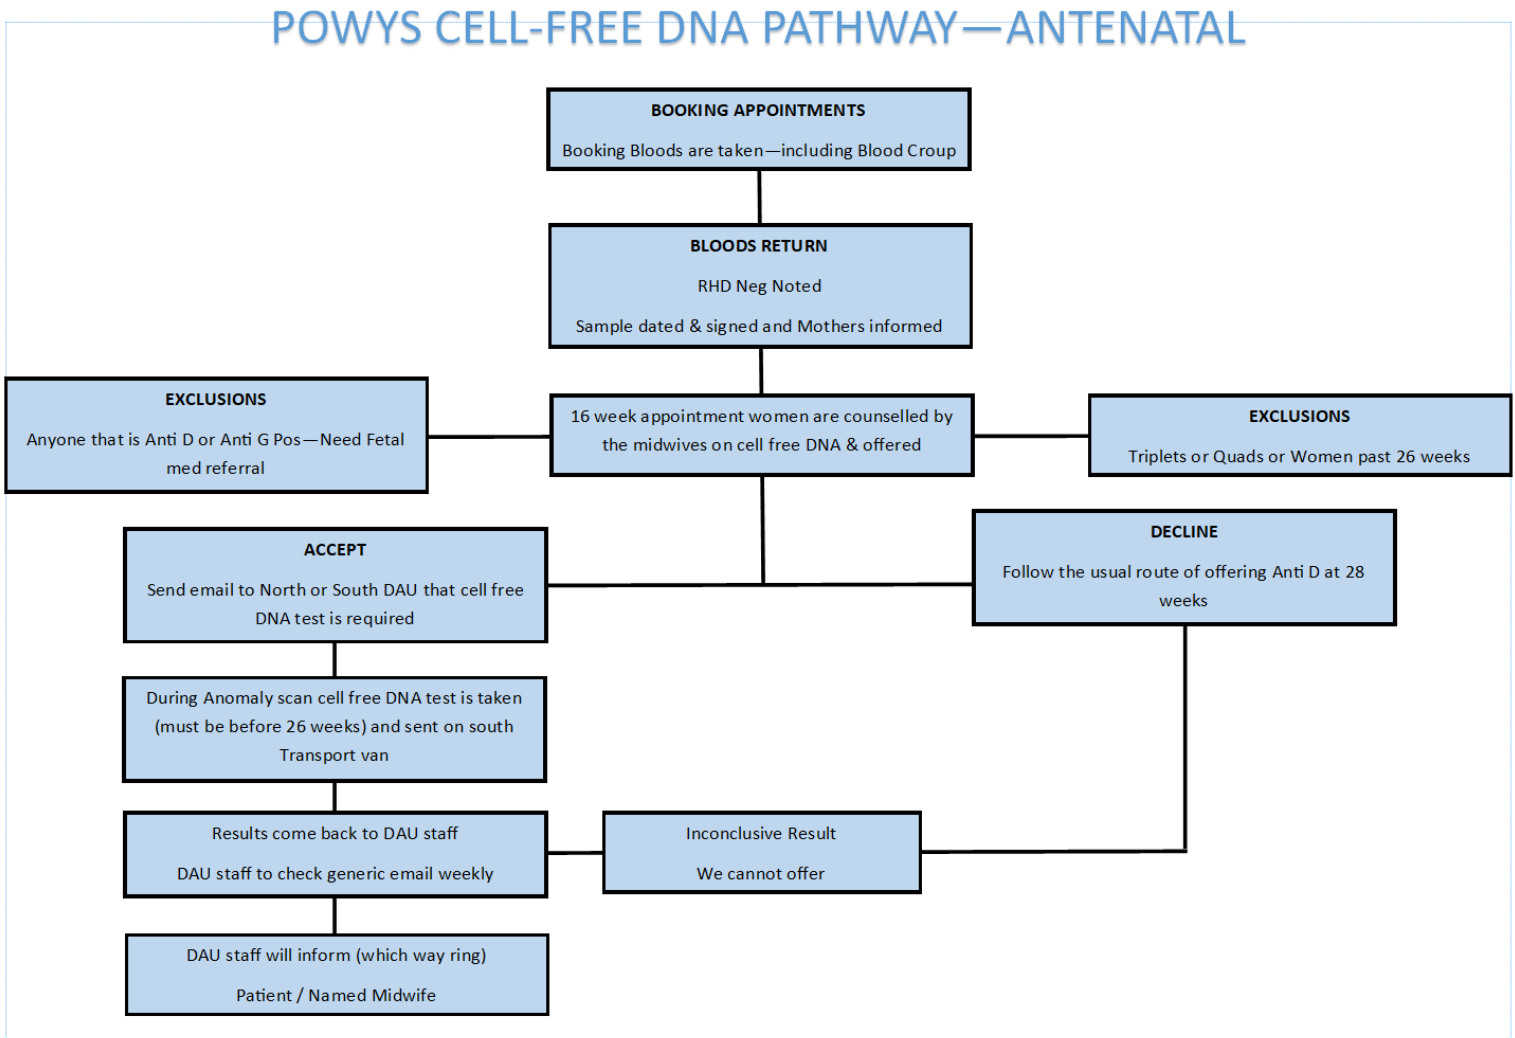 POWYS CELL-FREE DNA PATHWAY—ANTENATAL
BOOKING APPOINTMENTS
Booking Bloods are taken—including Blood Croup
BLOODS RETURN
RHD Neg Noted
Sample dated & signed and Mothers informed
EXCLUSIONS
Anyone that is Anti D or Anti G Pos—Need Fetal
med referral
16 week appointment women are counselled by
the midwives on cell free DNA & offered
EXCLUSIONS
Triplets or Quads or Women past 26 weeks
ACCEPT
Send email to North or South DAU that cell free
DNA test is required
DECLINE
Follow the usual route of offering Anti D at 28
weeks
During Anomaly scan cell free DNA test is taken
(must be before 26 weeks) and sent on south
Transport van
Results come back to DAU staff
DAU staff to check generic email weekly
Inconclusive Result
We cannot offer
DAU staff will inform (which way ring)
Patient / Named Midwife